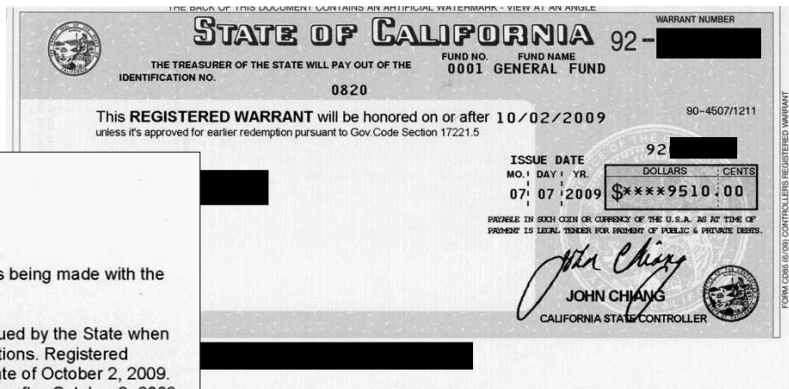 THE BACK OF THIS DOCUMENT CONTAINS AN ARTIFICIAL WATERMARK - VIEW AT AN ANGLE
STATE OF CALIFORNIA
WARRANT NUMBER
92-
THE TREASURER OF THE STATE WILL PAY OUT OF THE
IDENTIFICATION NO.
FUND NO. FUND NAME
0001 GENERAL FUND
0820
This REGISTERED WARRANT will be honored on or after 10/02/2009
unless it's approved for earlier redemption pursuant to Gov.Code Section 17221.5
90-4507/1211
92
ISSUE DATE
MO. DAY YR.
07 07 2009
DOLLARS CENTS
$****9510.00
PAYABLE IN SUCH COIN OR CURRENCY OF THE U.S.A. AS AT TIME OF
PAYMENT IS LEGAL TENDER FOR PAYMENT OF PUBLIC & PRIVATE DEBTS.
John Chiang
JOHN CHIANG
CALIFORNIA STATE CONTROLLER
FORM CD85 (6/09) CONTROLLERS REGISTERED WARRANT
s being made with the
ued by the State when
tions. Registered
te of October 2, 2009.